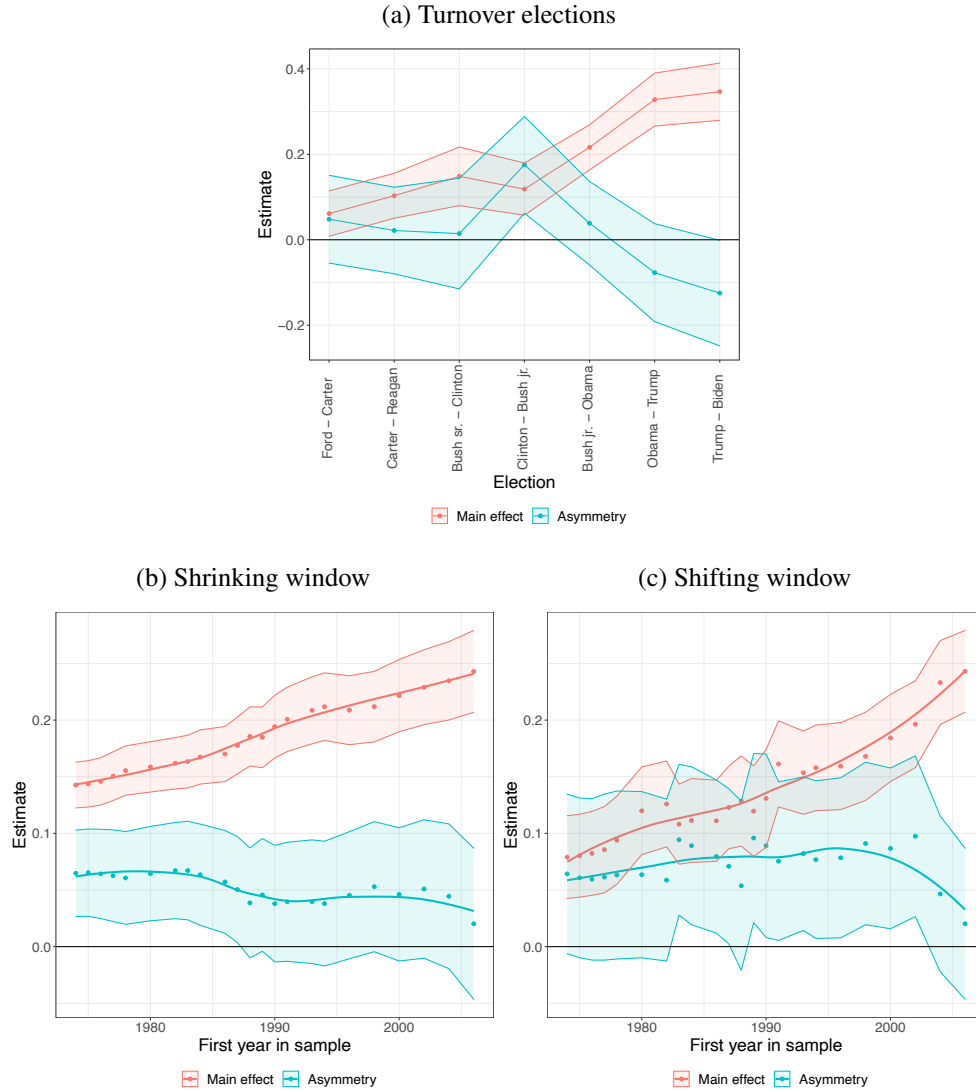 (a) Turnover elections
0.4
0.2
0.0
−0.2
Estimate
Ford − Carter
Carter − Reagan
Bush sr. − Clinton
Clinton − Bush jr.
Bush jr. − Obama
Obama − Trump
Trump − Biden
Election
Main effect Asymmetry
(b) Shrinking window
0.2
0.1
0.0
Estimate
1980 1990 2000
First year in sample
Main effect Asymmetry
(c) Shifting window
0.2
0.1
0.0
Estimate
1980 1990 2000
First year in sample
Main effect Asymmetry